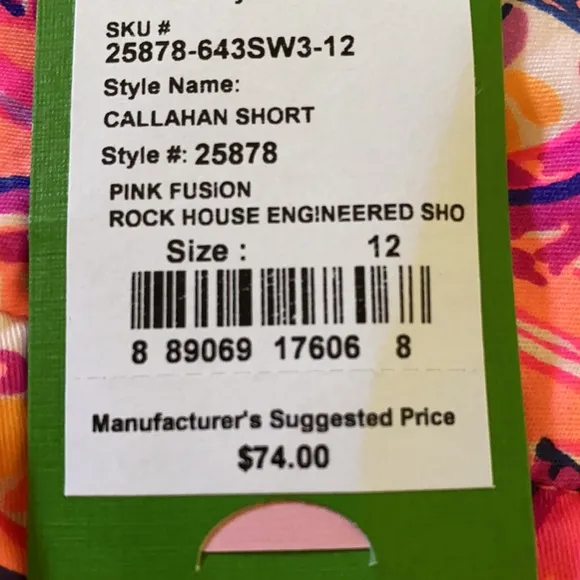 SKU #
25878-643SW3-12
Style Name:
CALLAHAN SHORT
Style #: 25878
PINK FUSION
ROCK HOUSE ENGINEERED SHO
Size : 12
8 89069 17606 8
Manufacturer's Suggested Price
$74.00